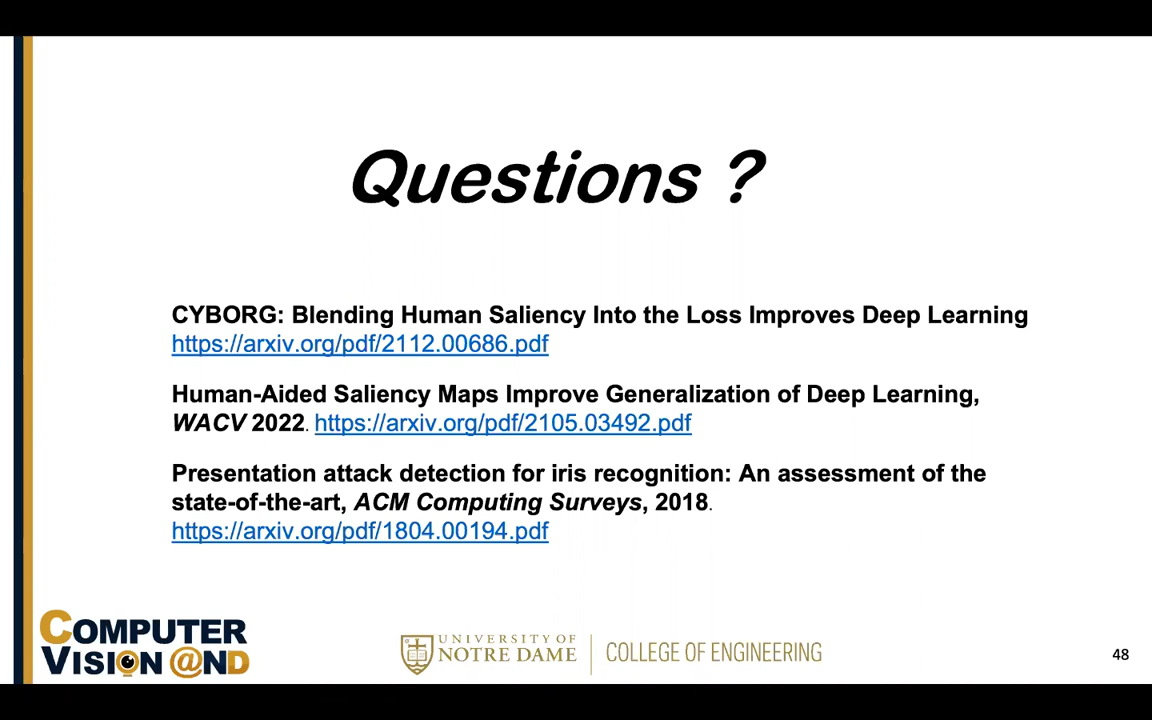 Questions ?
CYBORG: Blending Human Saliency Into the Loss Improves Deep Learning
https://arxiv.org/pdf/2112.00686.pdf
Human-Aided Saliency Maps Improve Generalization of Deep Learning,
WACV 2022. https://arxiv.org/pdf/2105.03492.pdf
Presentation attack detection for iris recognition: An assessment of the
state-of-the-art, ACM Computing Surveys, 2018.
https://arxiv.org/pdf/1804.00194.pdf
COMPUTER
VISION @ND
UNIVERSITY OF
NOTRE DAME
COLLEGE OF ENGINEERING
48